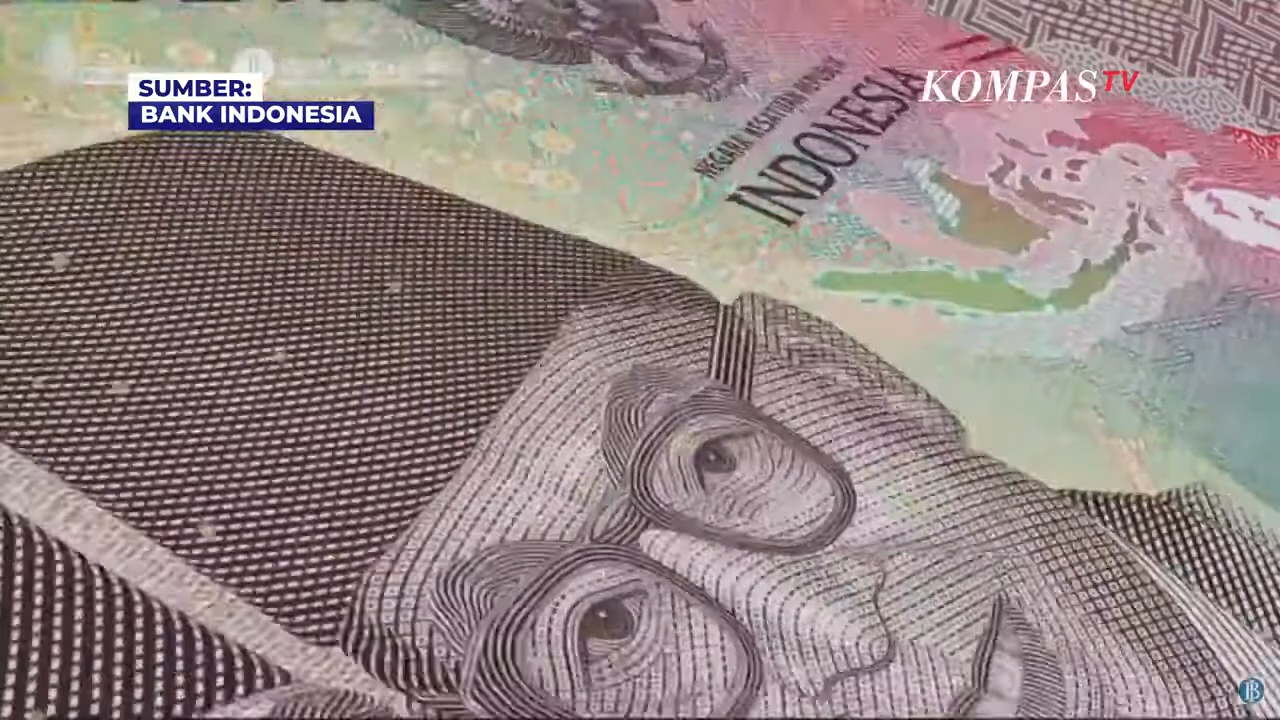 SUMBER:
BANK INDONESIA
KOMPASTV
NEGARA KESATUAN REPUBLIK
INDONESIA